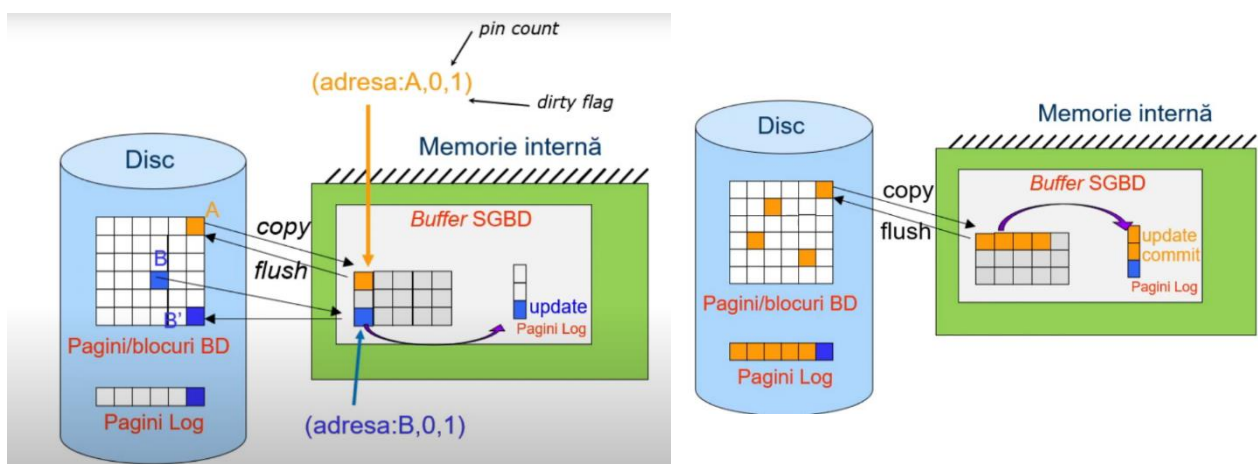 pin count
(adresa:A,0,1)
dirty flag
Memorie internă
Disc
Buffer SGBD
A
copy
flush
B
B'
update
Pagini Log
Pagini/blocuri BD
Pagini Log
(adresa:B,0,1)
Memorie internă
Disc
Buffer SGBD
copy
flush
update
commit
Pagini Log
Pagini/blocuri BD
Pagini Log